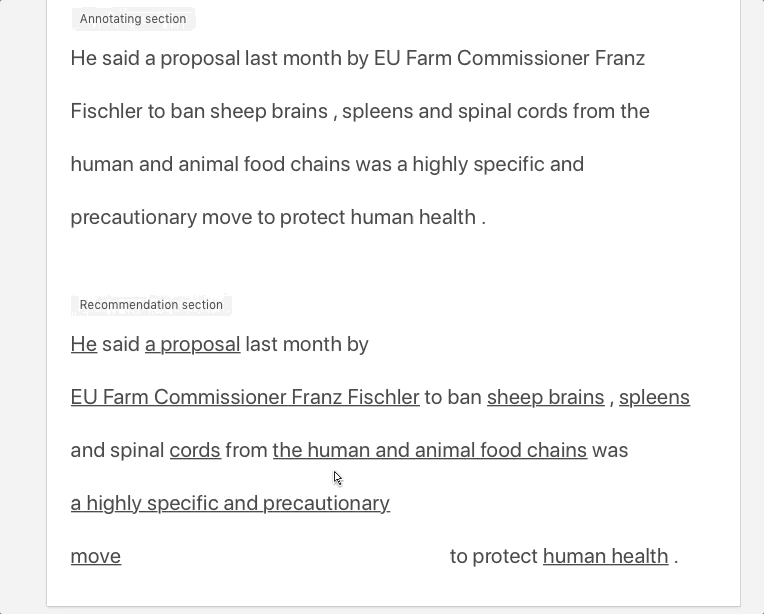 Annotating section
He said a proposal last month by EU Farm Commissioner Franz
Fischler to ban sheep brains , spleens and spinal cords from the
human and animal food chains was a highly specific and
precautionary move to protect human health .
Recommendation section
He said a proposal last month by
EU Farm Commissioner Franz Fischler to ban sheep brains , spleens
and spinal cords from the human and animal food chains was
a highly specific and precautionary
move to protect human health .